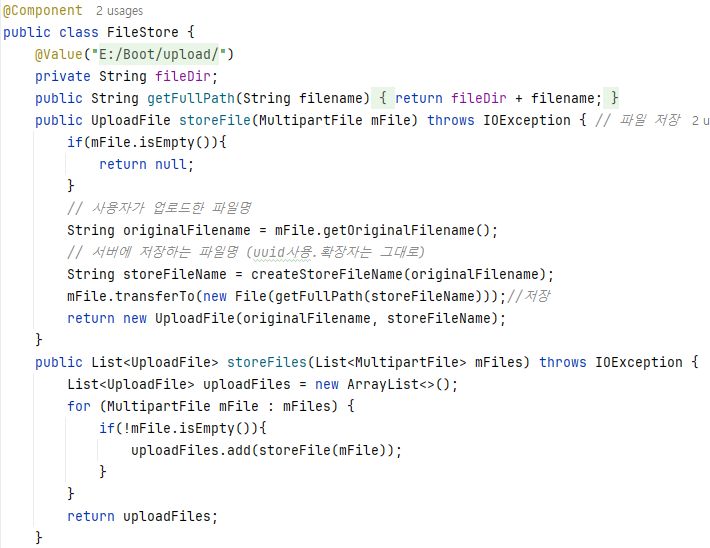 @Component  2 usages
public class FileStore {
    @Value("E:/Boot/upload/")
    private String fileDir;
    public String getFullPath(String filename) { return fileDir + filename; }
    public UploadFile storeFile(MultipartFile mFile) throws IOException { // 파일 저장  2 u
        if(mFile.isEmpty()){
            return null;
        }
        // 사용자가 업로드한 파일명
        String originalFilename = mFile.getOriginalFilename();
        // 서버에 저장하는 파일명 (uuid사용.확장자는 그대로)
        String storeFileName = createStoreFileName(originalFilename);
        mFile.transferTo(new File(getFullPath(storeFileName)));//저장
        return new UploadFile(originalFilename, storeFileName);
    }
    public List<UploadFile> storeFiles(List<MultipartFile> mFiles) throws IOException {
        List<UploadFile> uploadFiles = new ArrayList<>();
        for (MultipartFile mFile : mFiles) {
            if(!mFile.isEmpty()){
                uploadFiles.add(storeFile(mFile));
            }
        }
        return uploadFiles;
    }